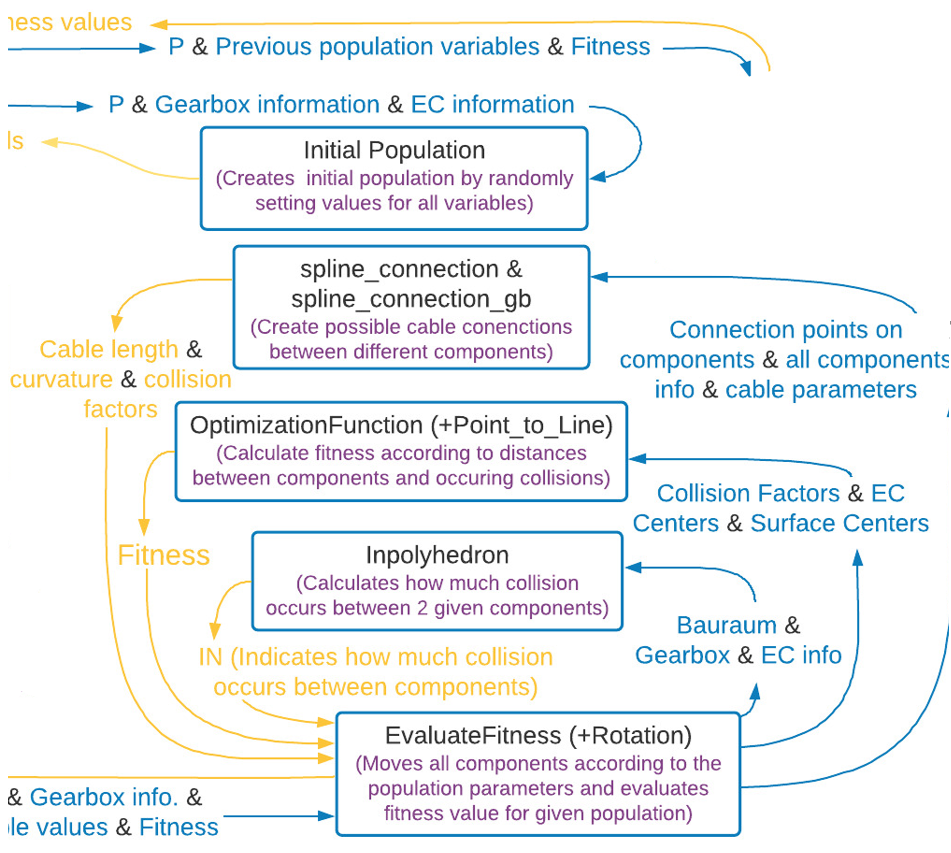 ness values
P & Previous population variables & Fitness
P & Gearbox information & EC information
ls
Initial Population
(Creates initial population by randomly
setting values for all variables)
spline_connection &
spline_connection_gb
(Create possible cable conenctions
between different components)
Cable length &
curvature & collision
factors
Connection points on
components & all components
info & cable parameters
OptimizationFunction (+Point_to_Line)
(Calculate fitness according to distances
between components and occuring collisions)
Collision Factors & EC
Centers & Surface Centers
Fitness
Inpolyhedron
(Calculates how much collision
occurs between 2 given components)
Bauraum &
Gearbox & EC info
IN (Indicates how much collision
occurs between components)
EvaluateFitness (+Rotation)
(Moves all components according to the
population parameters and evaluates
fitness value for given population)
& Gearbox info. &
le values & Fitness